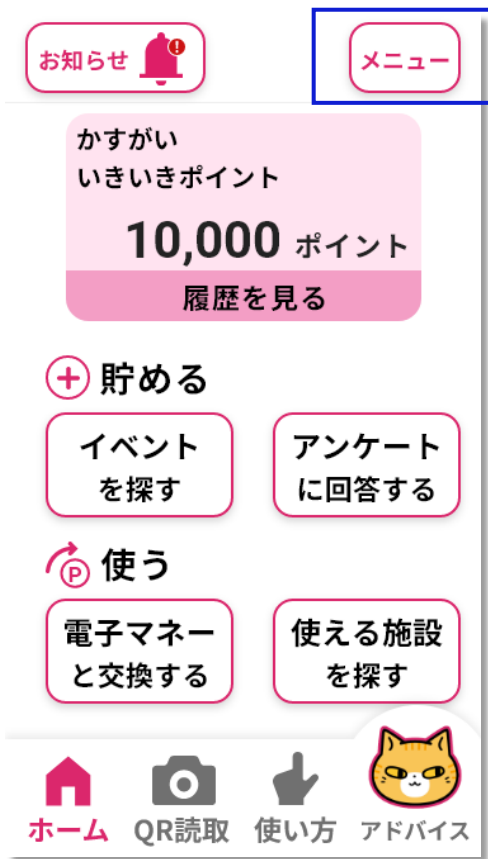 お知らせ
メニュー
かすがい
いきいきポイント
10,000 ポイント
履歴を見る
貯める
イベント
を探す
アンケート
に回答する
P 使う
電子マネー
と交換する
使える施設
を探す
ホーム
QR読取
使い方
アドバイス